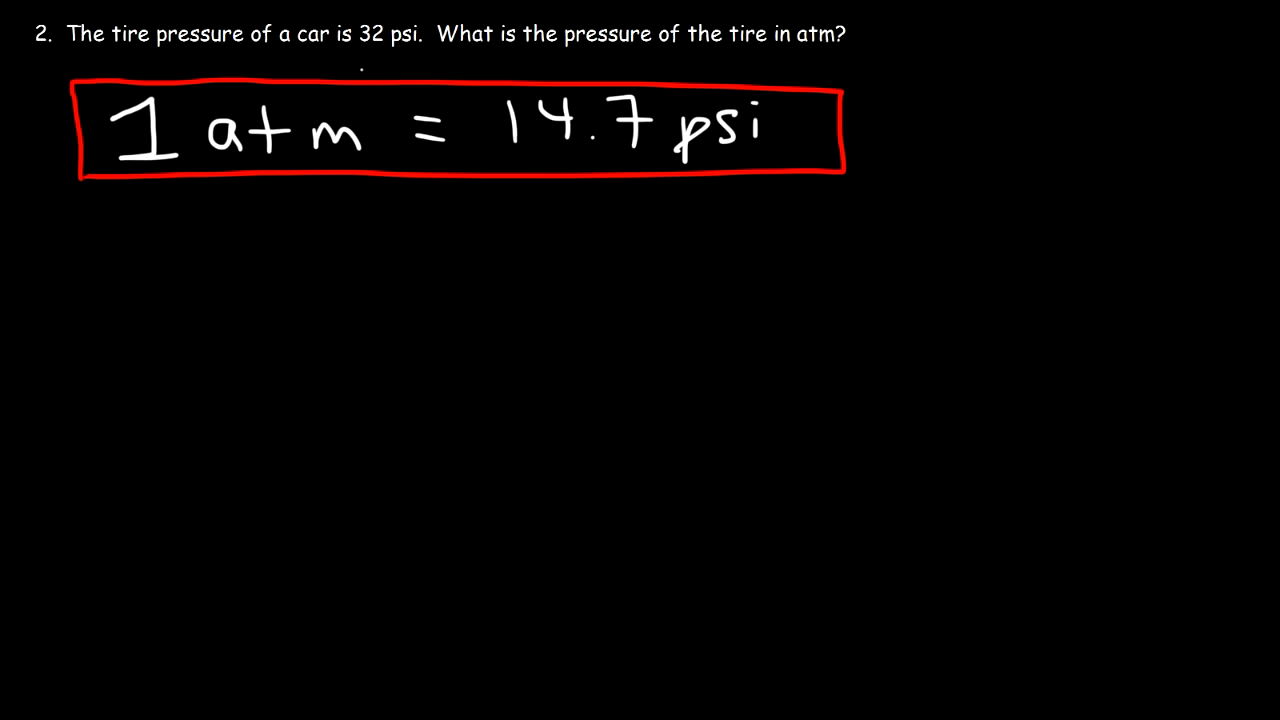 2. The tire pressure of a car is 32 psi. What is the pressure of the tire in atm?
1 atm = 14.7 psi